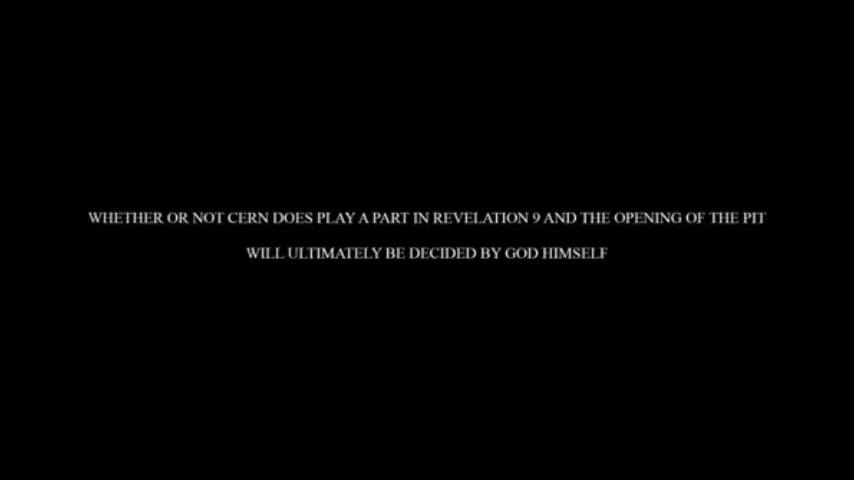 WHETHER OR NOT CERN DOES PLAY A PART IN REVELATION 9 AND THE OPENING OF THE PIT
WILL ULTIMATELY BE DECIDED BY GOD HIMSELF